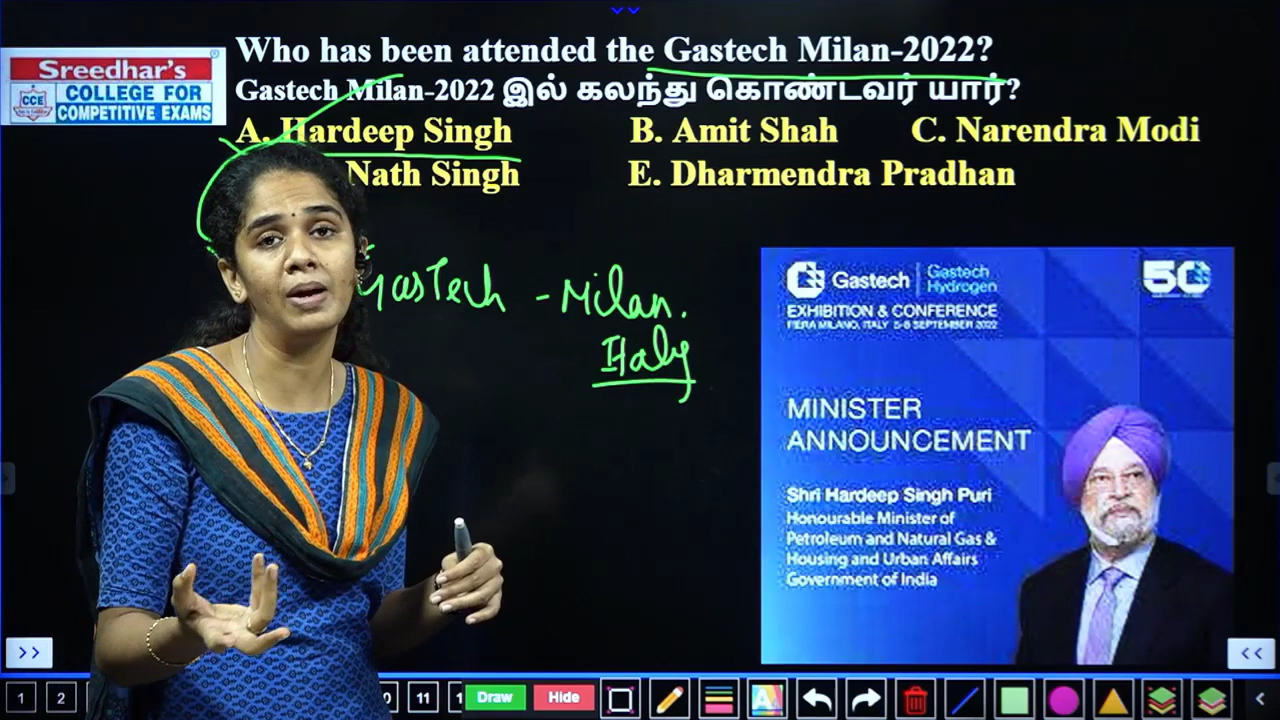 Who has been attended the Gastech Milan-2022?
Gastech Milan-2022 இல் கலந்து கொண்டவர் யார்?
A. Hardeep Singh B. Amit Shah C. Narendra Modi
Nath Singh E. Dharmendra Pradhan
Sreedhar's
CCE
COLLEGE FOR
COMPETITIVE EXAMS
GasTech - Milan.
Italy
Gastech Gastech
Hydrogen
50
EXHIBITION & CONFERENCE
FIERA MILANO, ITALY 5-8 SEPTEMBER 2022
MINISTER
ANNOUNCEMENT
Shri Hardeep Singh Puri
Honourable Minister of
Petroleum and Natural Gas &
Housing and Urban Affairs
Government of India
>> <<
1 2 0 11 1 Draw Hide A <